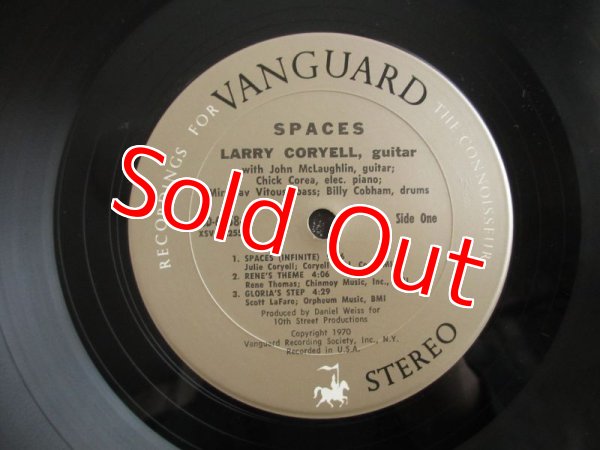 RECORDINGS FOR VANGUARD THE CONNOISSEUR
SPACES
LARRY CORYELL, guitar
with John McLaughlin, guitar;
Chick Corea, elec. piano;
Vitous, bass; Billy Cobham, drums
Side One
XSV
1. SPACES (INFINITE)
Julie Coryell; Coryell
2. RENE'S THEME 4:06
Rene Thomas; Chinmoy Music, Inc.,
3. GLORIA'S STEP 4:29
Scott LaFaro; Orpheum Music, BMI
Produced by Daniel Weiss for
10th Street Productions
Copyright 1970
Vanguard Recording Society, Inc., N.Y.
Recorded in U.S.A.
STEREO
Sold Out